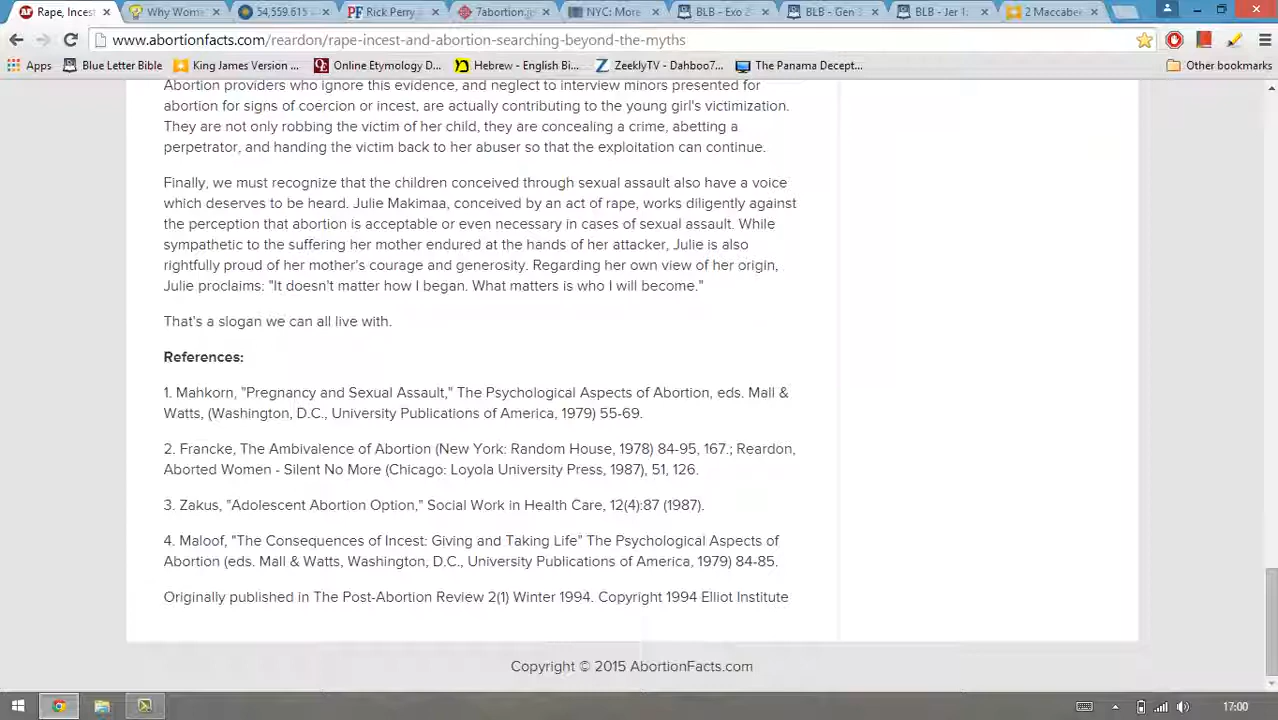 Rape, Incest
Why Wome
54,559,615
Rick Perry
7abortion.js
NYC: More
BLB - Exo 2
BLB - Gen 3
BLB - Jer 1
2 Maccabe
www.abortionfacts.com/reardon/rape-incest-and-abortion-searching-beyond-the-myths
Apps
Blue Letter Bible
King James Version ...
Online Etymology D...
Hebrew - English Bi...
ZeeklyTV - Dahboo7...
The Panama Decept...
Other bookmarks
Abortion providers who ignore this evidence, and neglect to interview minors presented for
abortion for signs of coercion or incest, are actually contributing to the young girl's victimization.
They are not only robbing the victim of her child, they are concealing a crime, abetting a
perpetrator, and handing the victim back to her abuser so that the exploitation can continue.
Finally, we must recognize that the children conceived through sexual assault also have a voice
which deserves to be heard. Julie Makimaa, conceived by an act of rape, works diligently against
the perception that abortion is acceptable or even necessary in cases of sexual assault. While
sympathetic to the suffering her mother endured at the hands of her attacker, Julie is also
rightfully proud of her mother's courage and generosity. Regarding her own view of her origin,
Julie proclaims: "It doesn't matter how I began. What matters is who I will become."
That's a slogan we can all live with.
References:
1. Mahkorn, "Pregnancy and Sexual Assault," The Psychological Aspects of Abortion, eds. Mall &
Watts, (Washington, D.C., University Publications of America, 1979) 55-69.
2. Francke, The Ambivalence of Abortion (New York: Random House, 1978) 84-95, 167.; Reardon,
Aborted Women - Silent No More (Chicago: Loyola University Press, 1987), 51, 126.
3. Zakus, "Adolescent Abortion Option," Social Work in Health Care, 12(4):87 (1987).
4. Maloof, "The Consequences of Incest: Giving and Taking Life" The Psychological Aspects of
Abortion (eds. Mall & Watts, Washington, D.C., University Publications of America, 1979) 84-85.
Originally published in The Post-Abortion Review 2(1) Winter 1994. Copyright 1994 Elliot Institute
Copyright © 2015 AbortionFacts.com
17:00